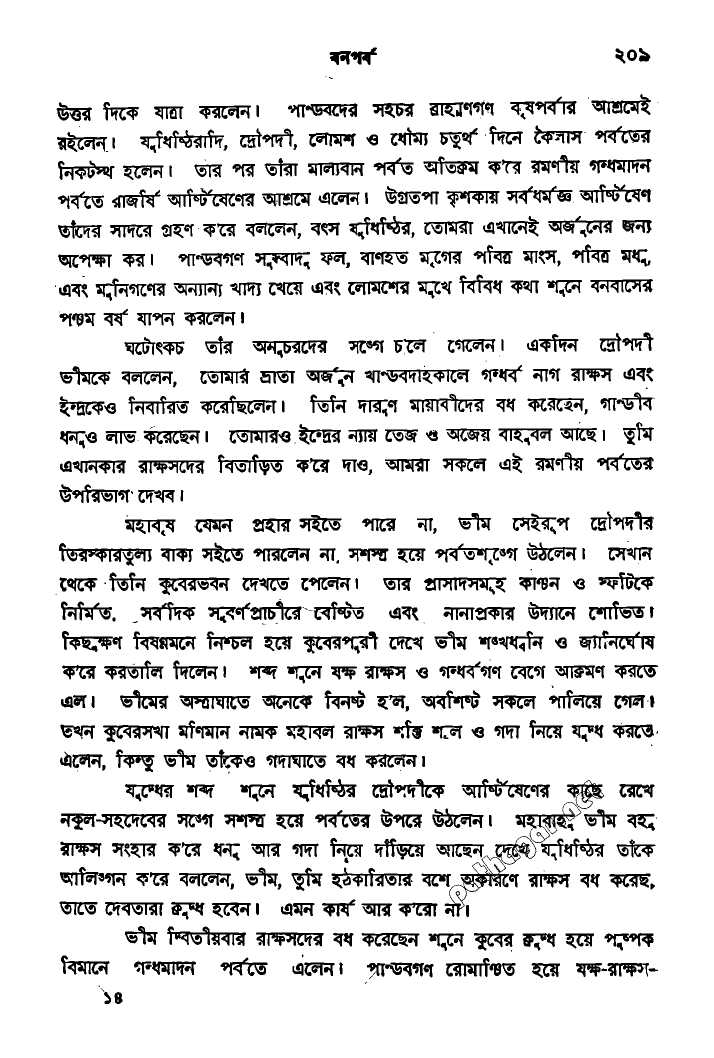 বনপর্ব ২০৯
উত্তর দিকে যাত্রা করলেন। পাণ্ডবদের সহচর ব্রাহ্মণগণ বৃষপর্বার আশ্রমেই
রইলেন। যুধিষ্ঠিরাদি, দ্রৌপদী, লোমশ ও ধৌম্য চতুর্থ দিনে কৈলাস পর্বতের
নিকটস্থ হলেন। তার পর তাঁরা মাল্যবান পর্বত অতিক্রম ক'রে রমণীয় গন্ধমাদন
পর্বতে রাজর্ষি আর্ষ্টিষেণের আশ্রমে এলেন। উগ্রতপা কৃশকায় সর্বধর্মজ্ঞ আর্ষ্টিষেণ
তাঁদের সাদরে গ্রহণ ক'রে বললেন, বৎস যুধিষ্ঠির, তোমরা এখানেই অর্জুনের জন্য
অপেক্ষা কর। পাণ্ডবগণ সুস্বাদু ফল, বাণহত মৃগের পবিত্র মাংস, পবিত্র মধু,
এবং মুনিগণের অন্যান্য খাদ্য খেয়ে এবং লোমশের মুখে বিবিধ কথা শুনে বনবাসের
পঞ্চম বর্ষ যাপন করলেন।
ঘটোৎকচ তাঁর অনুচরদের সঙ্গে চ'লে গেলেন। একদিন দ্রৌপদী
ভীমকে বললেন, তোমার ভ্রাতা অর্জুন খাণ্ডবদাহকালে গন্ধর্ব নাগ রাক্ষস এবং
ইন্দ্রকেও নিবারিত করেছিলেন। তিনি দারুণ মায়াবীদের বধ করেছেন, গাণ্ডীব
ধনুও লাভ করেছেন। তোমারও ইন্দ্রের ন্যায় তেজ ও অজেয় বাহুবল আছে। তুমি
এখানকার রাক্ষসদের বিতাড়িত ক'রে দাও, আমরা সকলে এই রমণীয় পর্বতের
উপরিভাগ দেখব।
মহাবৃষ যেমন প্রহার সইতে পারে না, ভীম সেইরূপ দ্রৌপদীর
তিরস্কারতুল্য বাক্য সইতে পারলেন না, সশস্ত্র হয়ে পর্বতশৃঙ্গে উঠলেন। সেখান
থেকে তিনি কুবেরভবন দেখতে পেলেন। তার প্রাসাদসমূহ কাঞ্চন ও স্ফটিকে
নির্মিত, সর্বদিক সুবর্ণপ্রাচীরে বেষ্টিত এবং নানাপ্রকার উদ্যানে শোভিত।
কিছুক্ষণ বিষণ্ণমনে নিশ্চল হয়ে কুবেরপুরী দেখে ভীম শঙ্খধ্বনি ও জ্যানির্ঘোষ
ক'রে করতালি দিলেন। শব্দ শুনে যক্ষ রাক্ষস ও গন্ধর্বগণ বেগে আক্রমণ করতে
এল। ভীমের অস্ত্রাঘাতে অনেকে বিনষ্ট হ'ল, অবশিষ্ট সকলে পালিয়ে গেল।
তখন কুবেরসখা মণিমান নামক মহাবল রাক্ষস শক্তি শূল ও গদা নিয়ে যুদ্ধ করতে
এলেন, কিন্তু ভীম তাঁকেও গদাঘাতে বধ করলেন।
যুদ্ধের শব্দ শুনে যুধিষ্ঠির দ্রৌপদীকে আর্ষ্টিষেণের কাছে রেখে
নকুল-সহদেবের সঙ্গে সশস্ত্র হয়ে পর্বতের উপরে উঠলেন। মহাবাহু ভীম বহু
রাক্ষস সংহার ক'রে ধনু আর গদা নিয়ে দাঁড়িয়ে আছেন দেখে যুধিষ্ঠির তাঁকে
আলিঙ্গন ক'রে বললেন, ভীম, তুমি হঠকারিতার বশে অকারণে রাক্ষস বধ করেছ,
তাতে দেবতারা ক্রুদ্ধ হবেন। এমন কার্য আর ক'রো না।
ভীম দ্বিতীয়বার রাক্ষসদের বধ করেছেন শুনে কুবের ক্রুদ্ধ হয়ে পুষ্পক
বিমানে গন্ধমাদন পর্বতে এলেন। পাণ্ডবগণ রোমাঞ্চিত হয়ে যক্ষ-রাক্ষস-
১৪